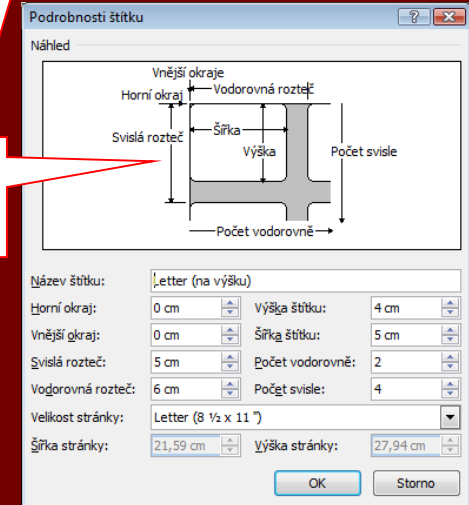 Podrobnosti štítku
Náhled
Vnější okraje
Horní okraj
Vodorovná rozteč
Svislá rozteč
Šířka
Výška
Počet svisle
Počet vodorovně
Název štítku: Letter (na výšku)
Horní okraj: 0 cm Výška štítku: 4 cm
Vnější okraj: 0 cm Šířka štítku: 5 cm
Svislá rozteč: 5 cm Počet vodorovně: 2
Vodorovná rozteč: 6 cm Počet svisle: 4
Velikost stránky: Letter (8 ½ x 11 ")
Šířka stránky: 21,59 cm Výška stránky: 27,94 cm
OK Storno